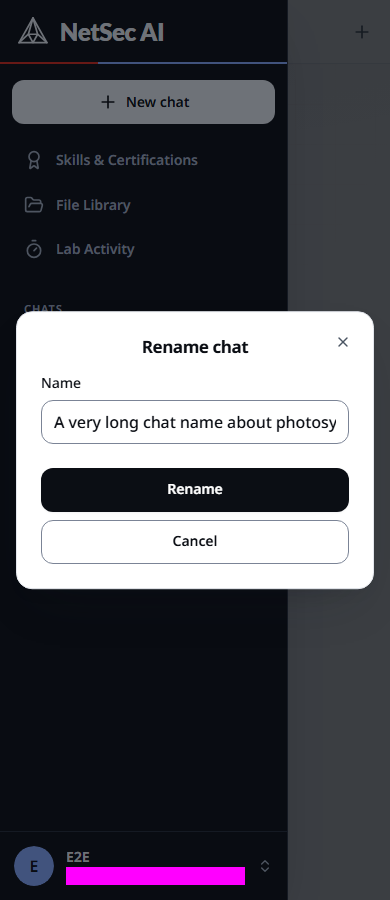 NetSec AI
New chat
Skills & Certifications
File Library
Lab Activity
CHATS
Rename chat
Name
A very long chat name about photosy
Rename
Cancel
E
E2E